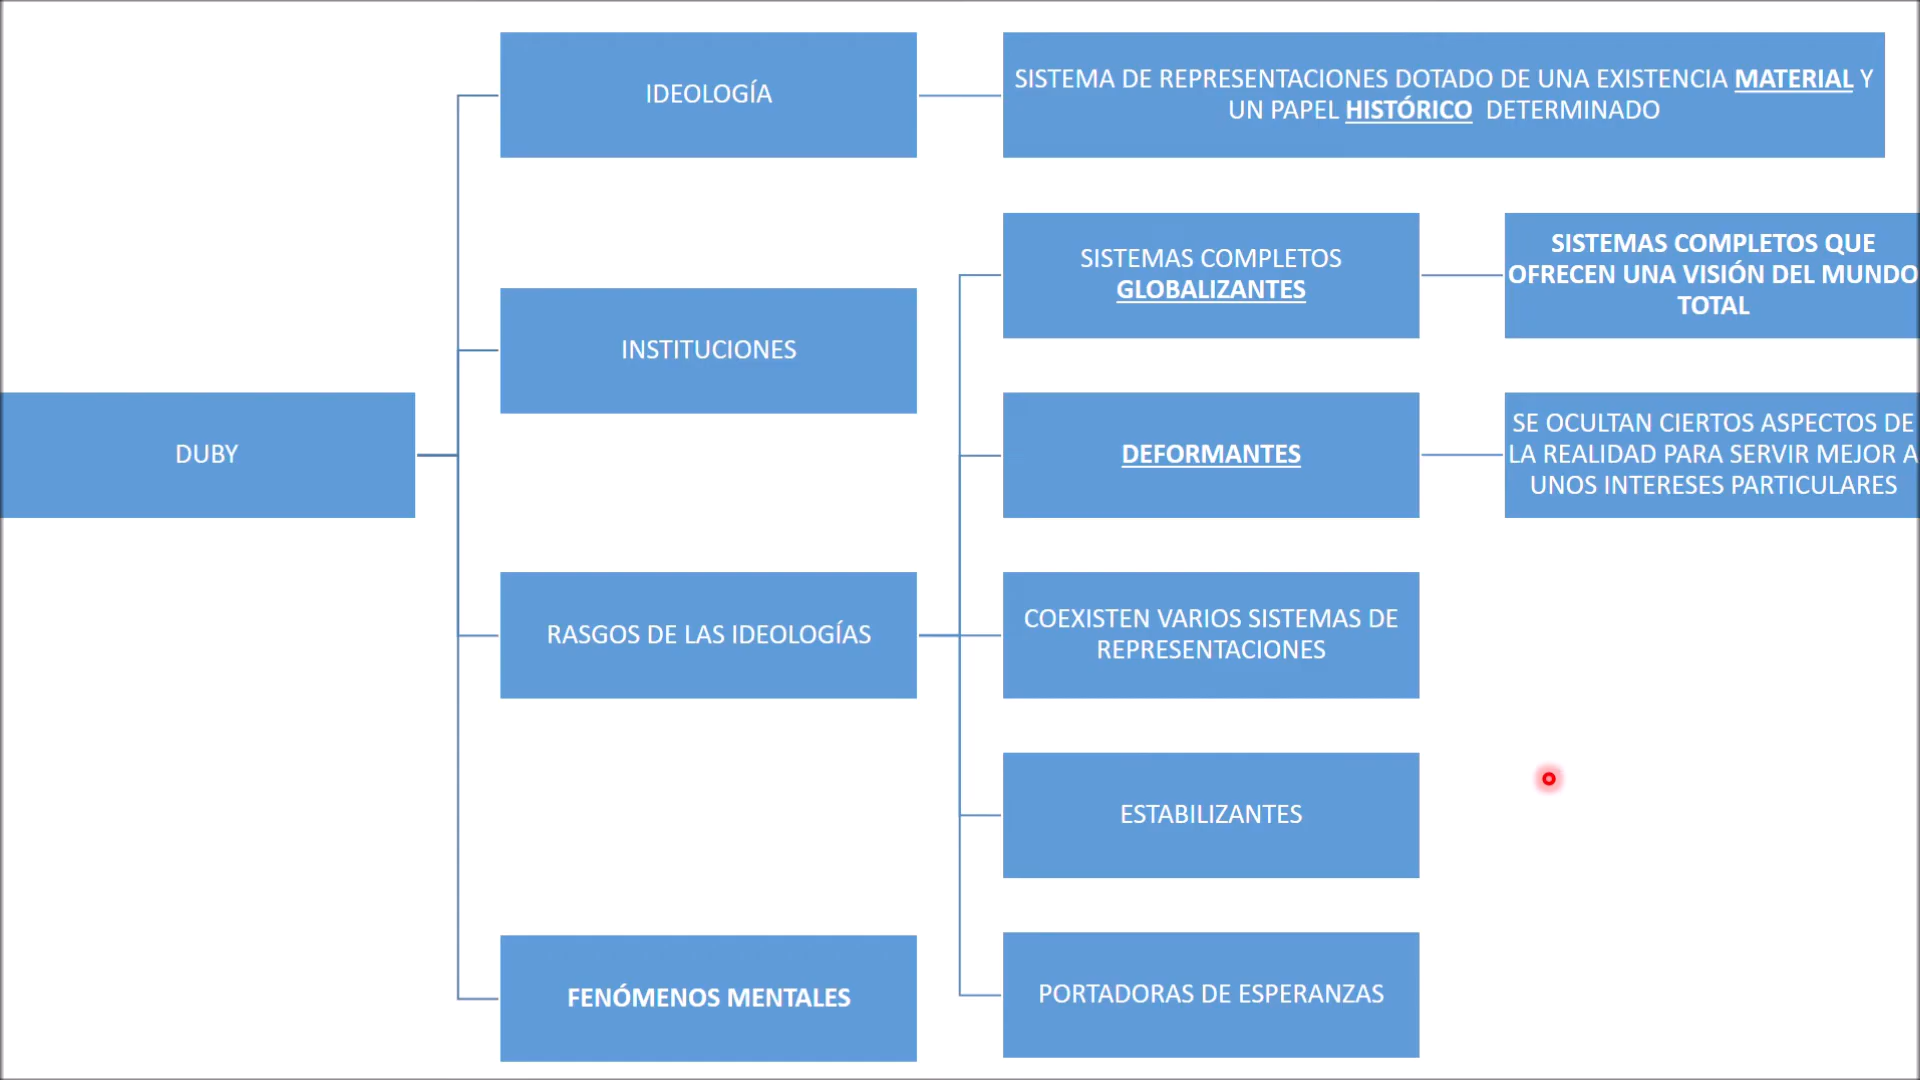 DUBY
IDEOLOGÍA
SISTEMA DE REPRESENTACIONES DOTADO DE UNA EXISTENCIA MATERIAL Y
UN PAPEL HISTÓRICO DETERMINADO
INSTITUCIONES
RASGOS DE LAS IDEOLOGÍAS
SISTEMAS COMPLETOS
GLOBALIZANTES
SISTEMAS COMPLETOS QUE
OFRECEN UNA VISIÓN DEL MUNDO
TOTAL
DEFORMANTES
SE OCULTAN CIERTOS ASPECTOS DE
LA REALIDAD PARA SERVIR MEJOR A
UNOS INTERESES PARTICULARES
COEXISTEN VARIOS SISTEMAS DE
REPRESENTACIONES
ESTABILIZANTES
PORTADORAS DE ESPERANZAS
FENÓMENOS MENTALES